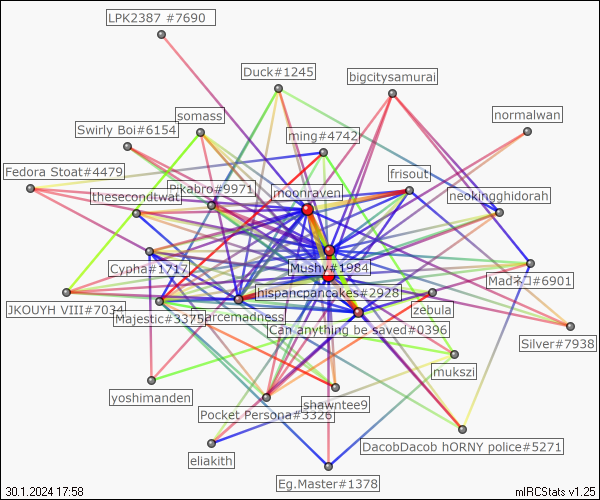 LPK2387 #7690
Duck#1245
bigcitysamurai
somass
normalwan
Swirly Boi#6154
ming#4742
Fedora Stoat#4479
frisout
thesecondtwat
Pikabro#9971
moonraven
neokingghidorah
Cypha#1717
Mushy#1984
Madネコ#6901
hispancpancakes#2928
JKOUYH VIII#7034
Majestic#3375
arcemadness
zebula
Can anything be saved#0396
Silver#7938
mukszi
yoshimanden
shawntee9
Pocket Persona#3326
DacobDacob hORNY police#5271
eliakith
Eg.Master#1378
30.1.2024 17:58
mIRCStats v1.25